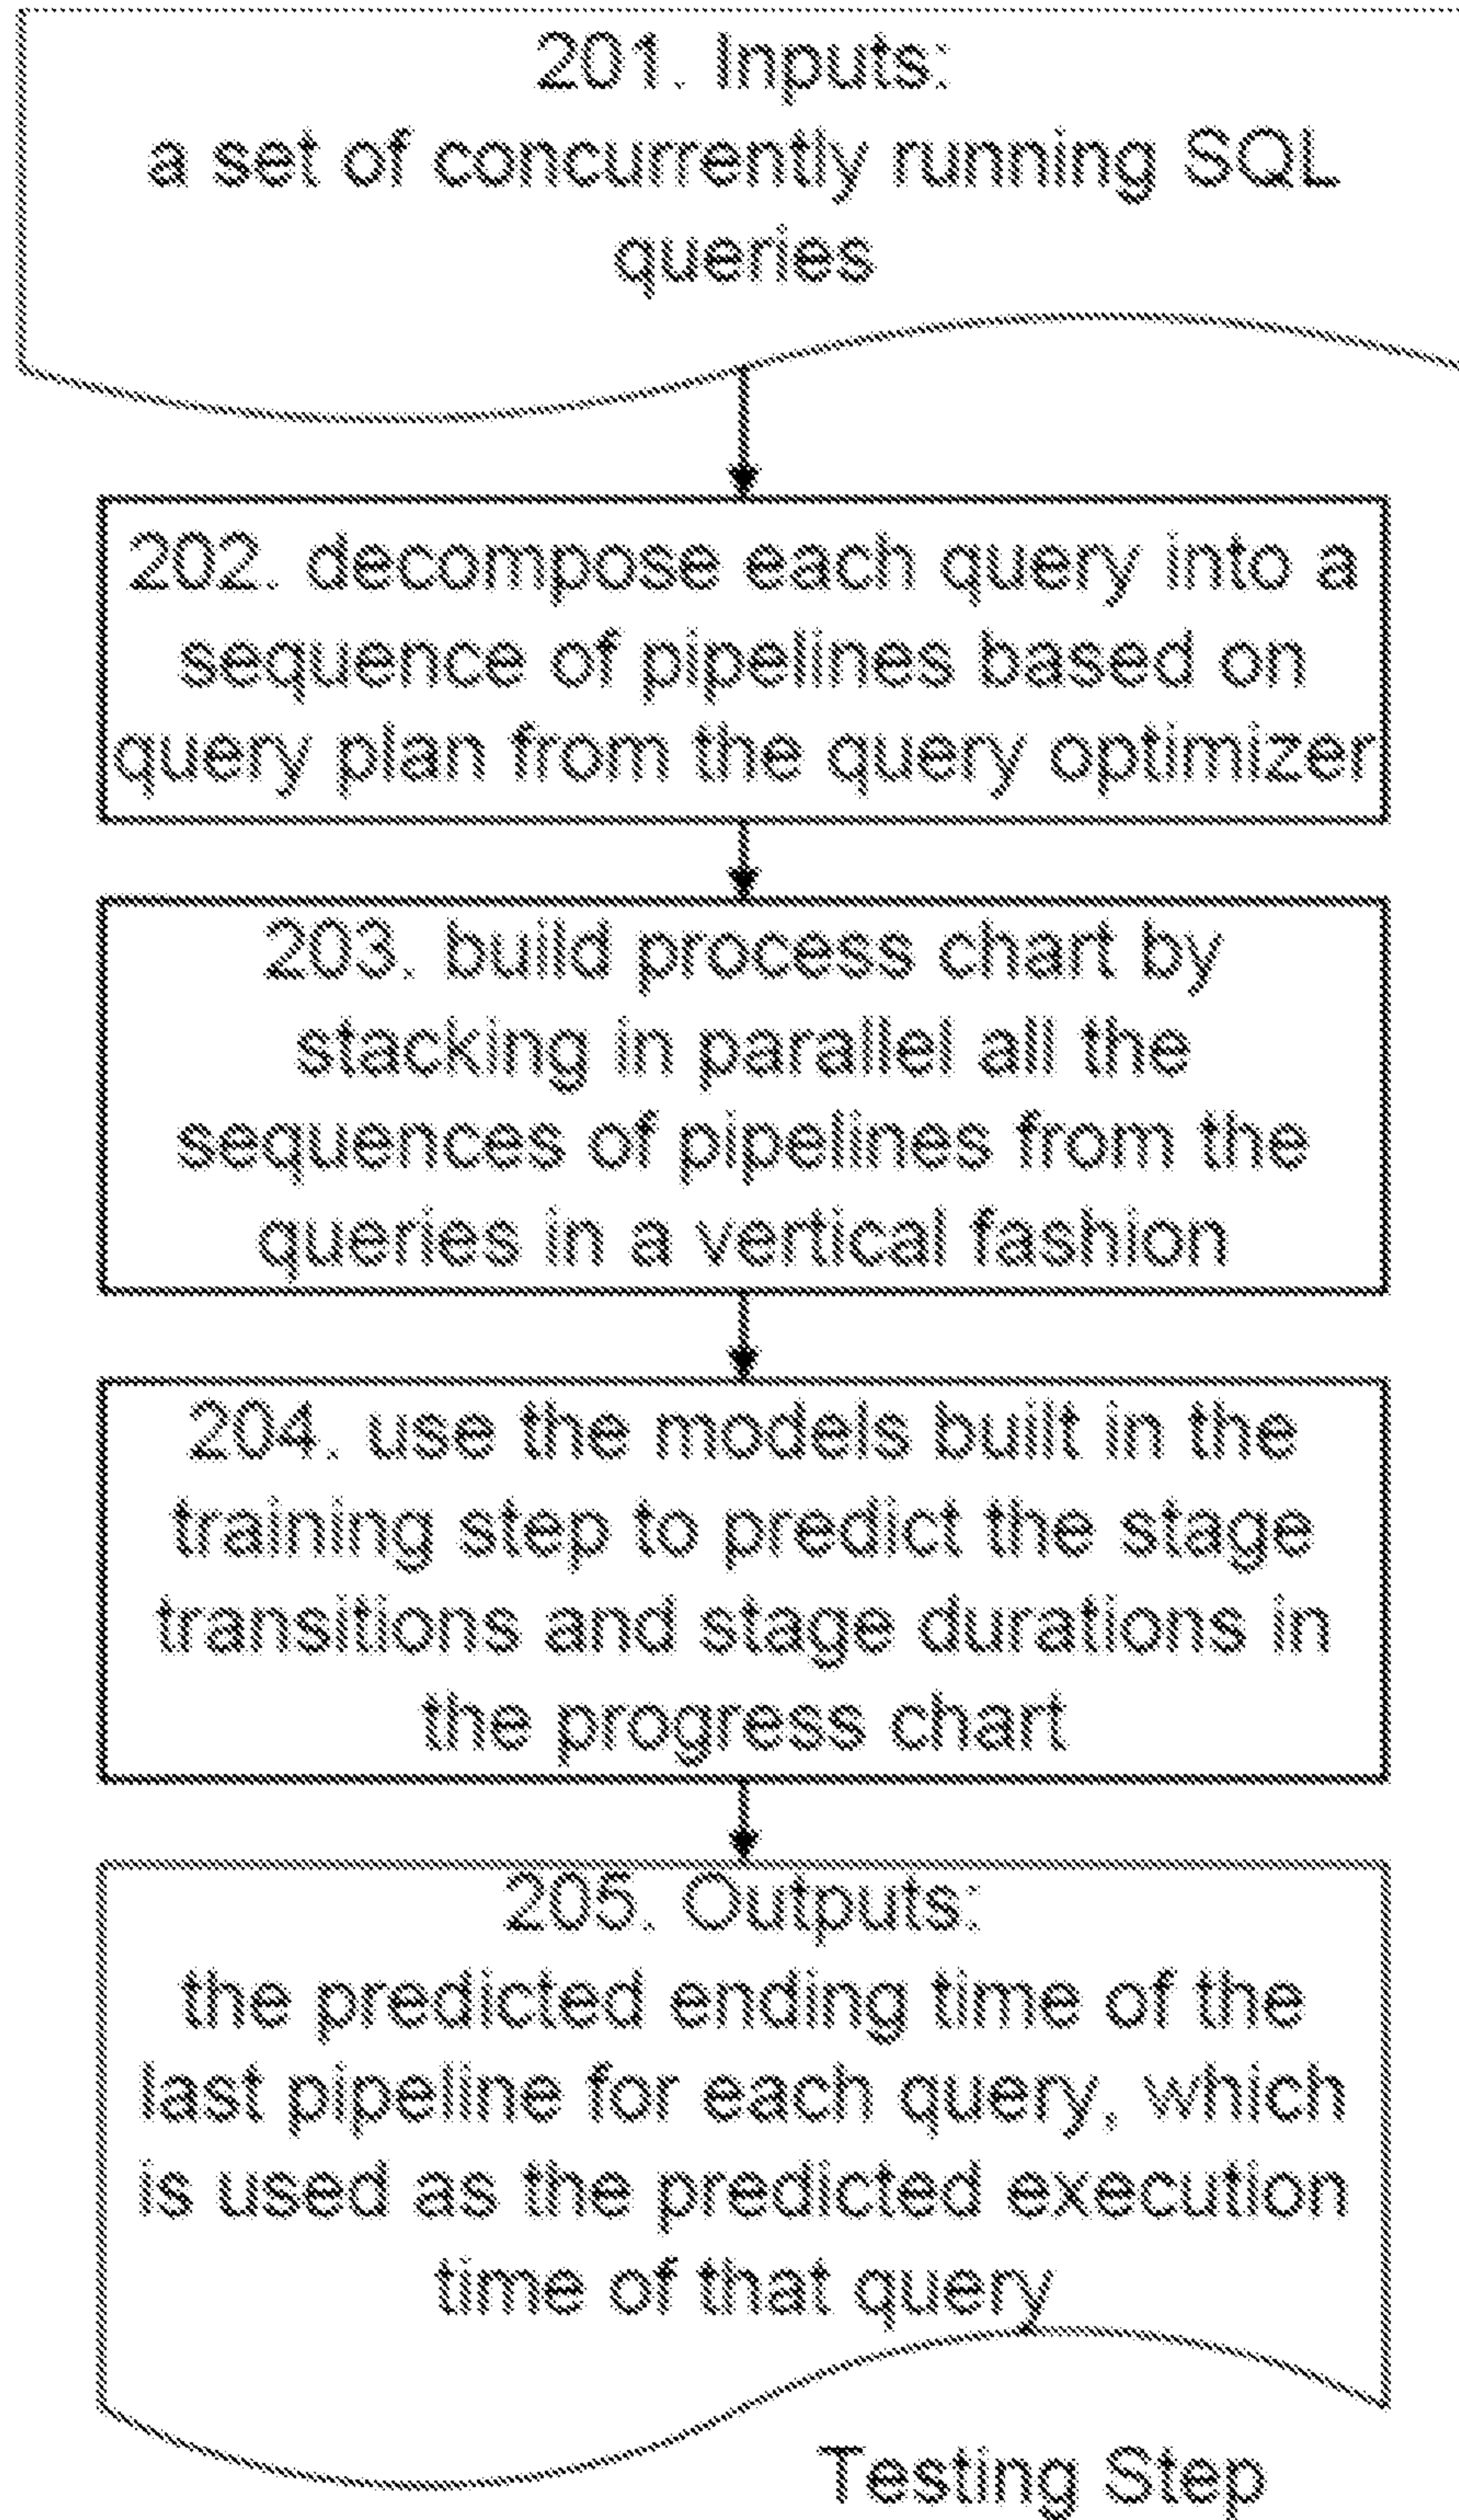 201. Inputs:
a set of concurrently running SQL
queries
202. decompose each query into a
sequence of pipelines based on
query plan from the query optimizer
203. build process chart by
stacking in parallel all the
sequences of pipelines from the
queries in a vertical fashion
204. use the models built in the
training step to predict the stage
transitions and stage durations in
the progress chart
205. Outputs:
the predicted ending time of the
last pipeline for each query, which
is used as the predicted execution
time of that query
Testing Step